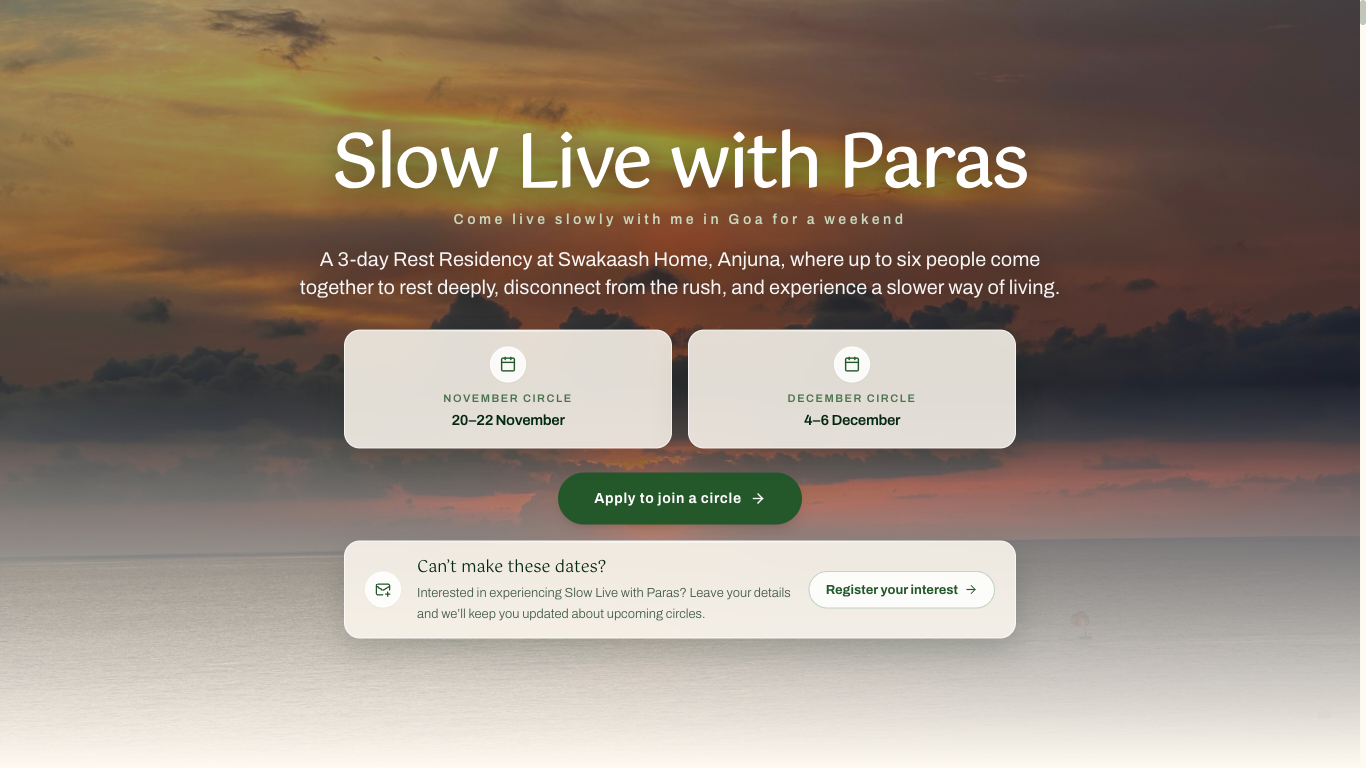 Slow Live with Paras
Come live slowly with me in Goa for a weekend
A 3-day Rest Residency at Swakaash Home, Anjuna, where up to six people come
together to rest deeply, disconnect from the rush, and experience a slower way of living.
NOVEMBER CIRCLE
20–22 November
DECEMBER CIRCLE
4–6 December
Apply to join a circle
Can’t make these dates?
Interested in experiencing Slow Live with Paras? Leave your details
and we’ll keep you updated about upcoming circles.
Register your interest